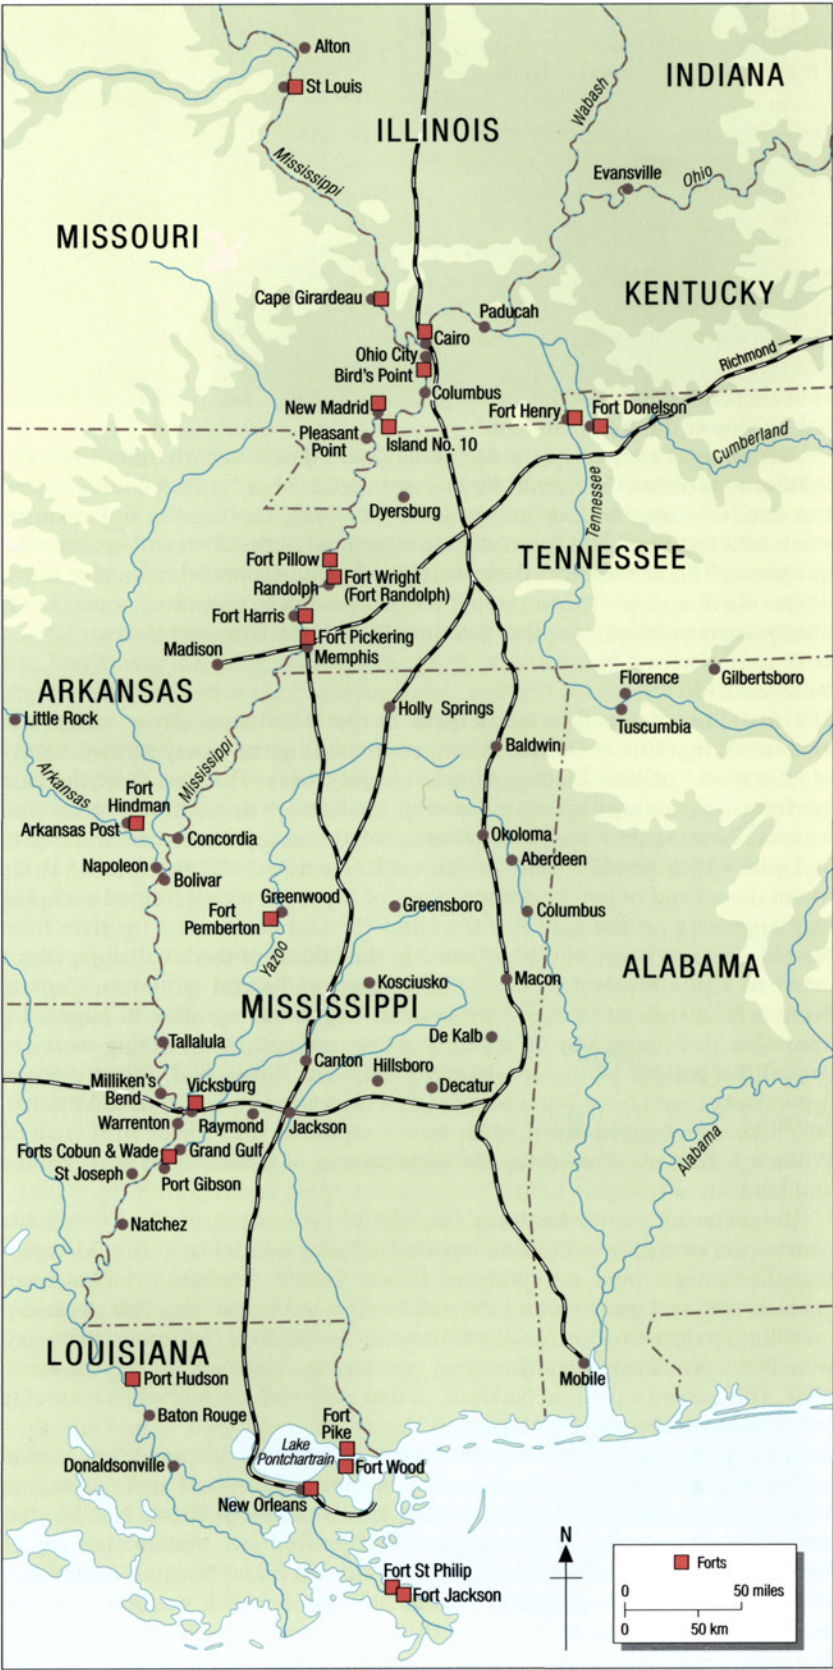 Alton
St Louis
INDIANA
ILLINOIS
Wabash
Mississippi
Evansville
Ohio
MISSOURI
Cape Girardeau
KENTUCKY
Paducah
Cairo
Ohio City
Bird's Point
Richmond
Columbus
New Madrid
Fort Henry
Fort Donelson
Pleasant
Point
Island No. 10
Cumberland
Dyersburg
Tennessee
Fort Pillow
TENNESSEE
Fort Wright
(Fort Randolph)
Randolph
Fort Harris
Fort Pickering
Madison
Memphis
ARKANSAS
Florence
Gilbertsboro
Little Rock
Holly Springs
Tuscumbia
Mississippi
Baldwin
Arkansas
Fort
Hindman
Arkansas Post
Concordia
Okoloma
Napoleon
Aberdeen
Bolivar
Greenwood
Fort
Pemberton
Greensboro
Columbus
Yazoo
ALABAMA
Kosciusko
Macon
MISSISSIPPI
Tallalula
De Kalb
Canton
Milliken's
Bend
Vicksburg
Hillsboro
Decatur
Warrenton
Raymond
Jackson
Forts Cobun & Wade
Grand Gulf
Alabama
St Joseph
Port Gibson
Natchez
LOUISIANA
Port Hudson
Mobile
Baton Rouge
Fort
Pike
Lake
Pontchartrain
Donaldsonville
Fort Wood
New Orleans
N
Fort St Philip
Fort Jackson
Forts
0 50 miles
0 50 km